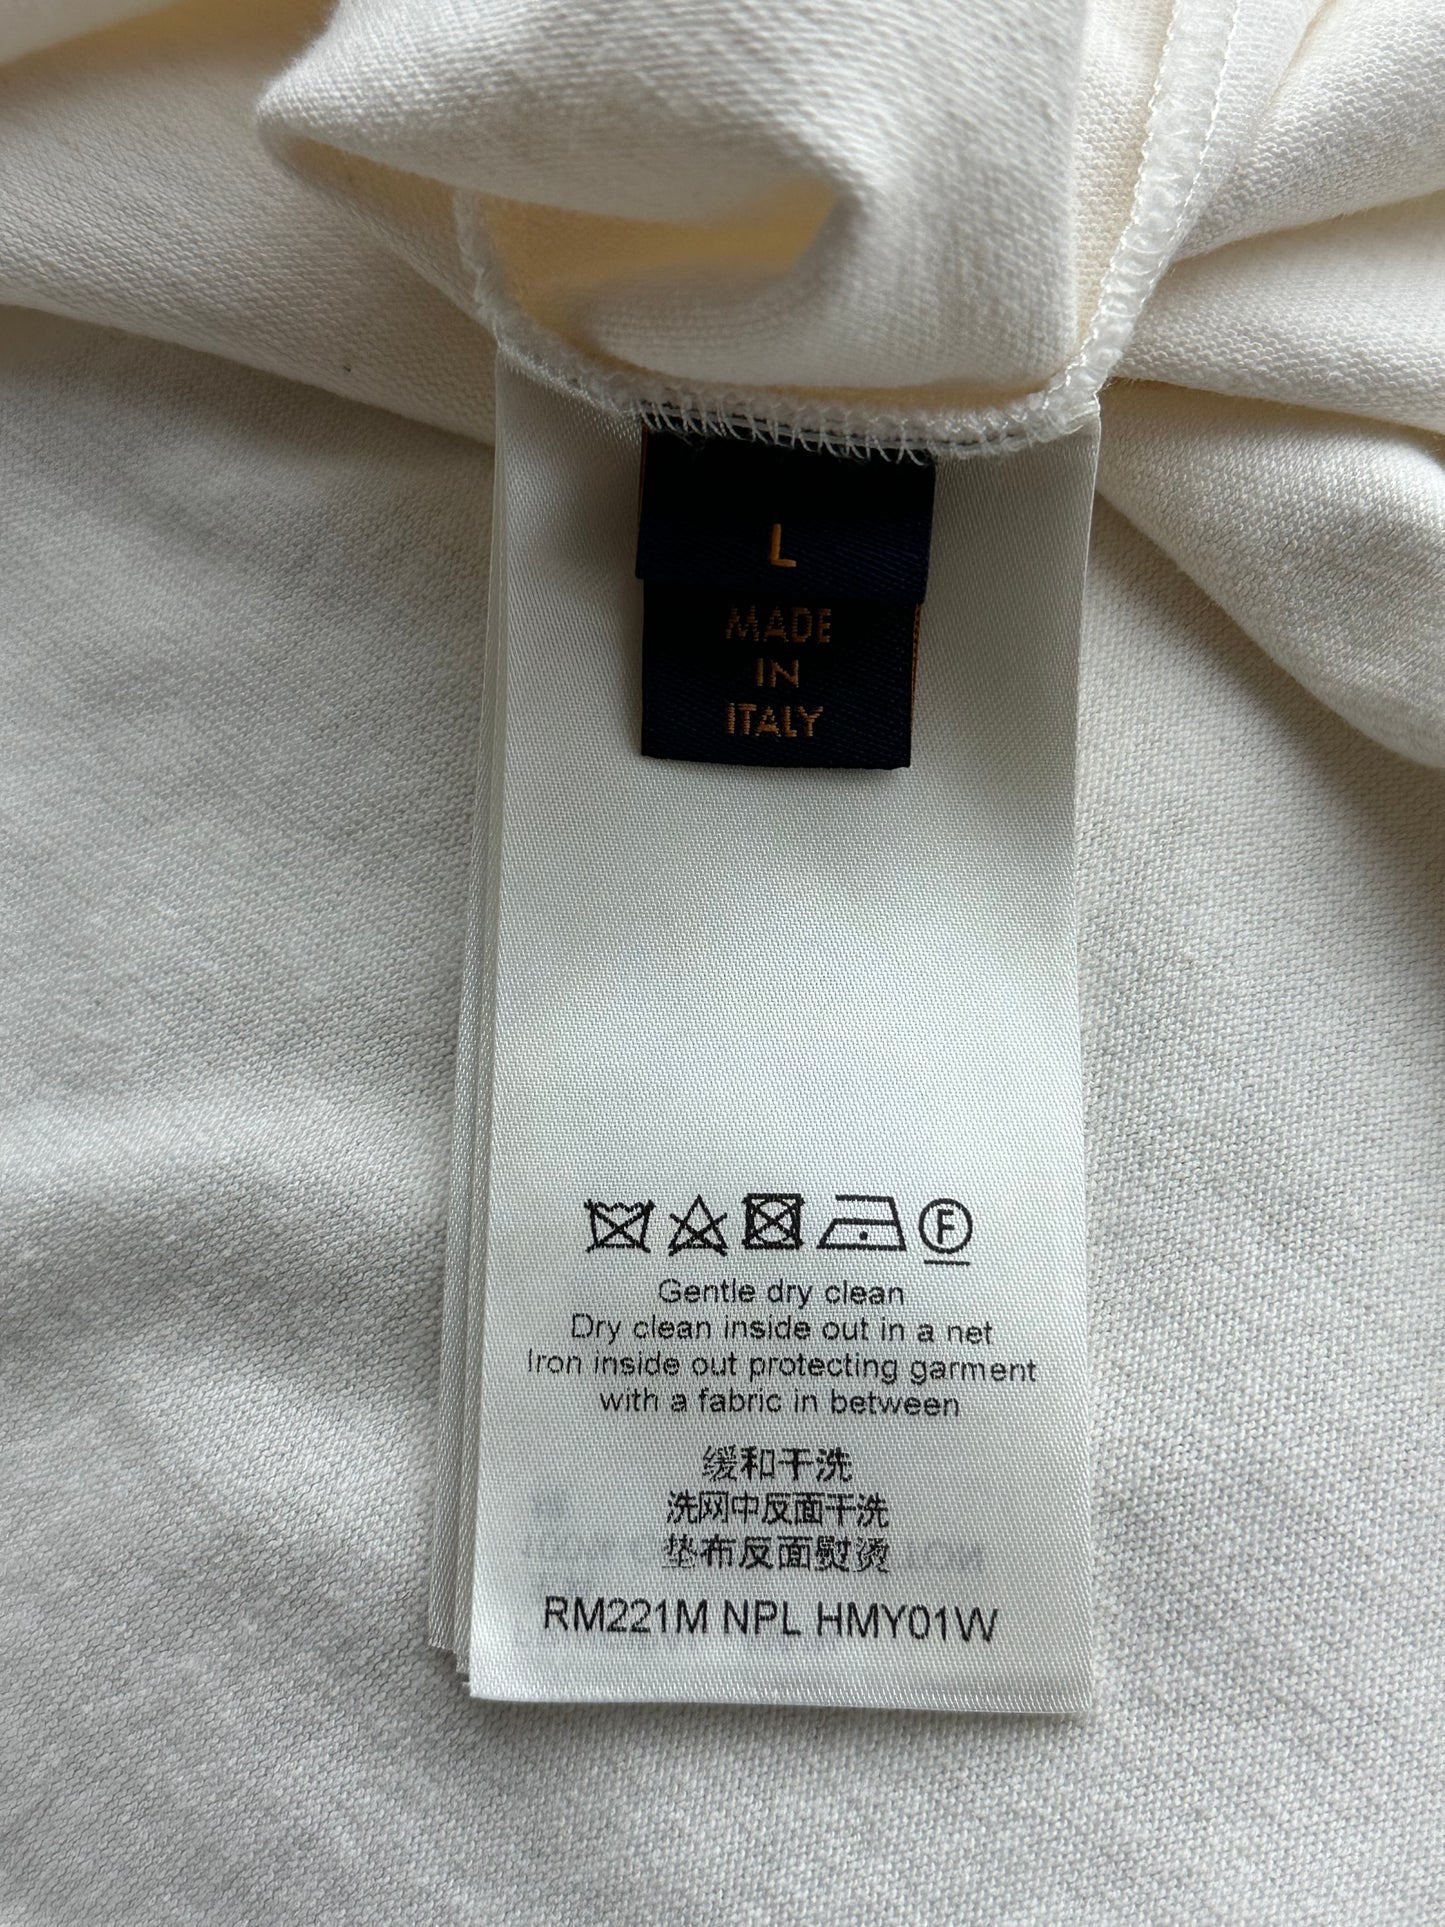 L
MADE
IN
ITALY
F
Gentle dry clean
Dry clean inside out in a net
Iron inside out protecting garment
with a fabric in between
缓和干洗
洗网中反面干洗
垫布反面熨烫
RM221M NPL HMY01W